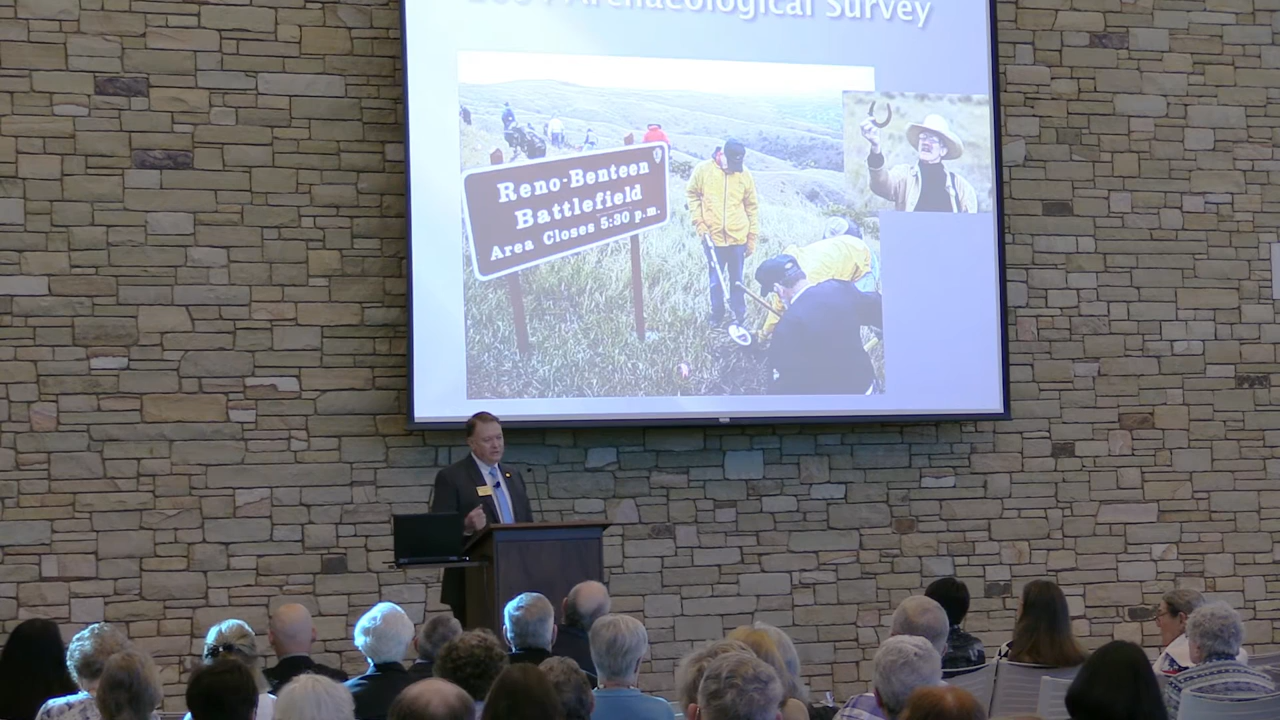 Archaeological Survey
Reno-Benteen
Battlefield
Area Closes 5:30 p.m.